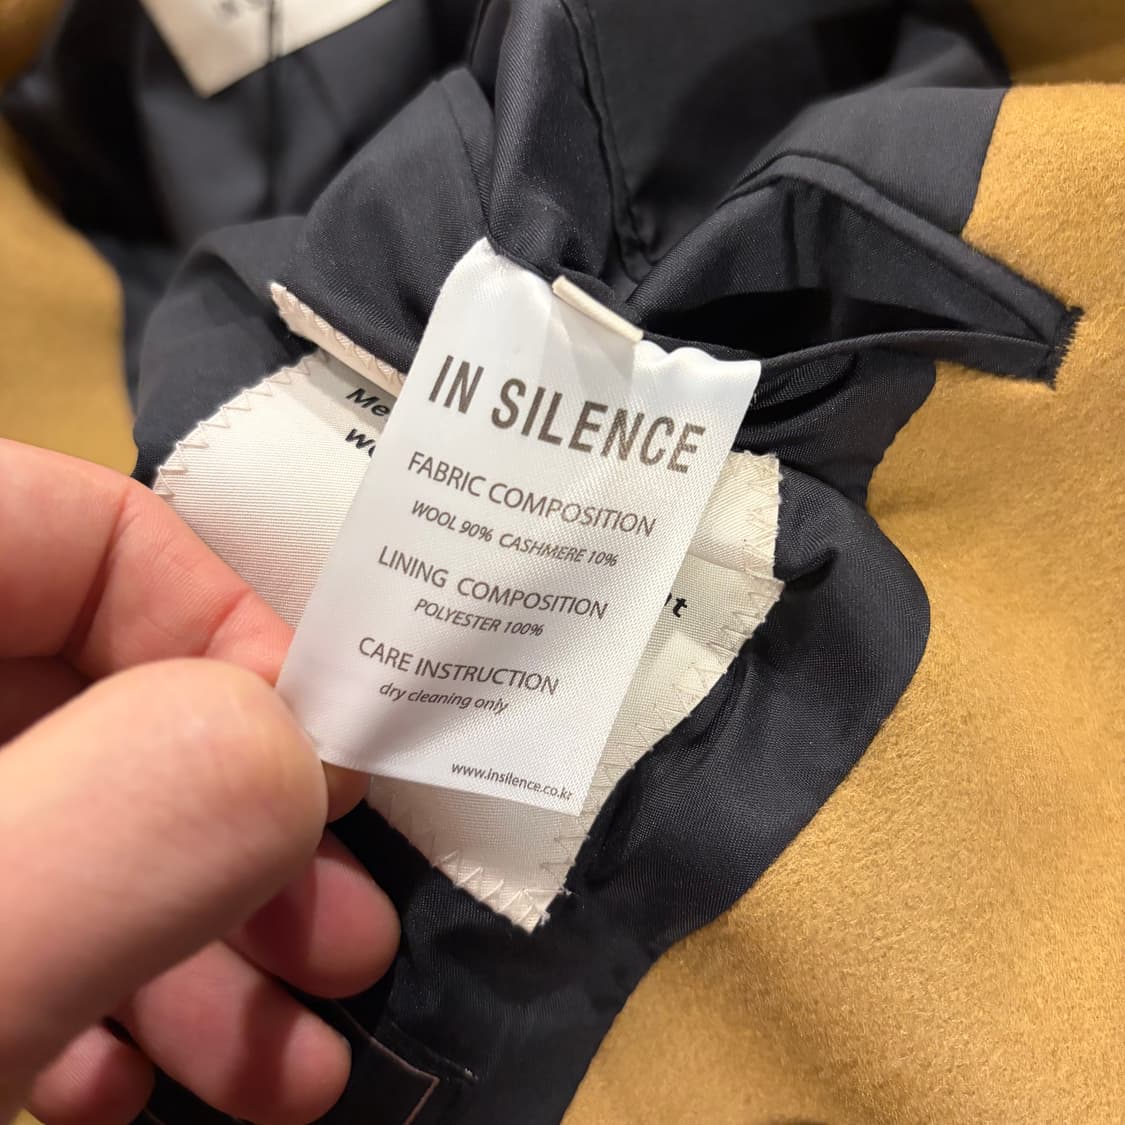 IN SILENCE
FABRIC COMPOSITION
WOOL 90% CASHMERE 10%
LINING COMPOSITION
POLYESTER 100%
CARE INSTRUCTION
dry cleaning only
www.insilence.co.kr